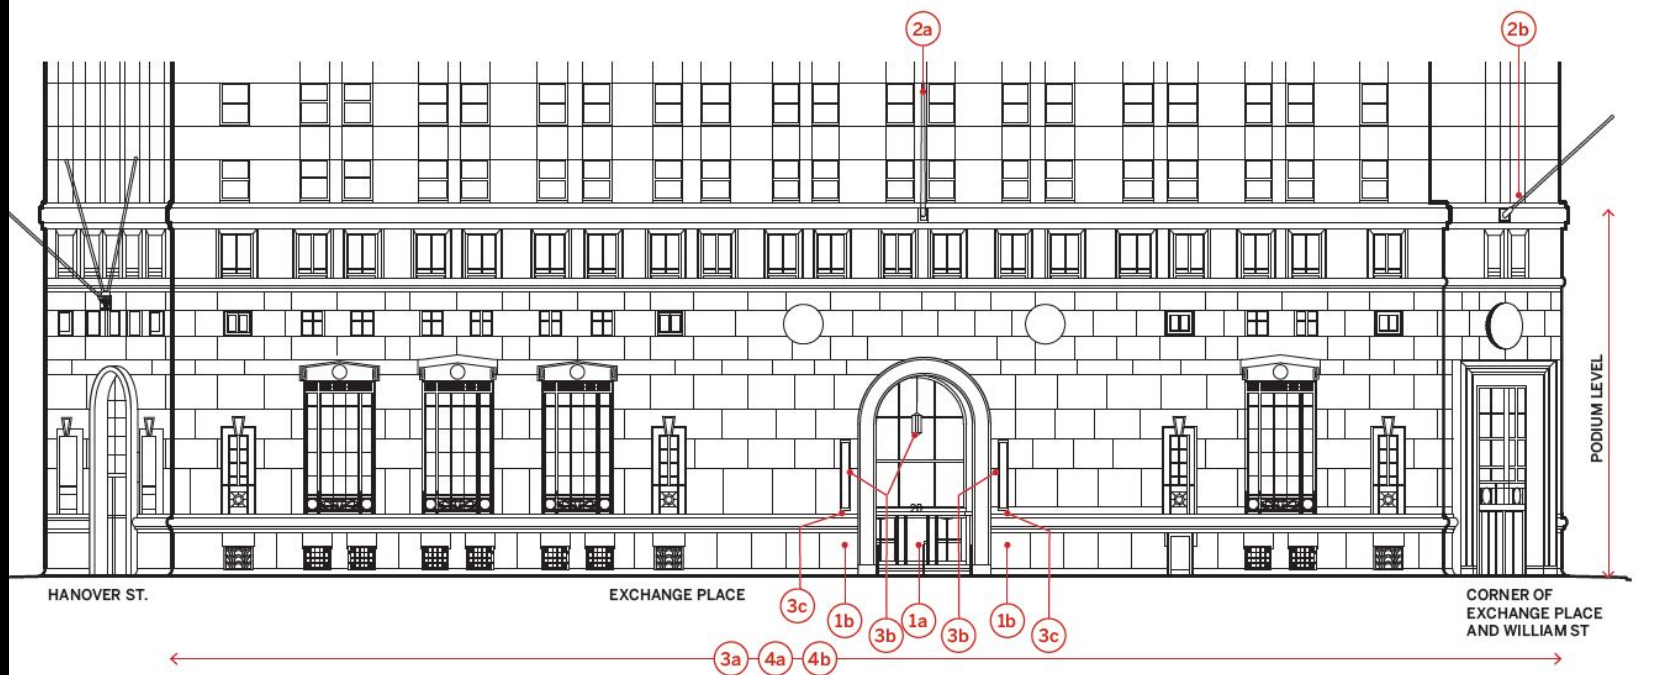 2a
2b
PODIUM LEVEL
20
HANOVER ST.
EXCHANGE PLACE
CORNER OF
EXCHANGE PLACE
AND WILLIAM ST
3c
1b
3b
1a
3b
1b
3c
3a
4a
4b